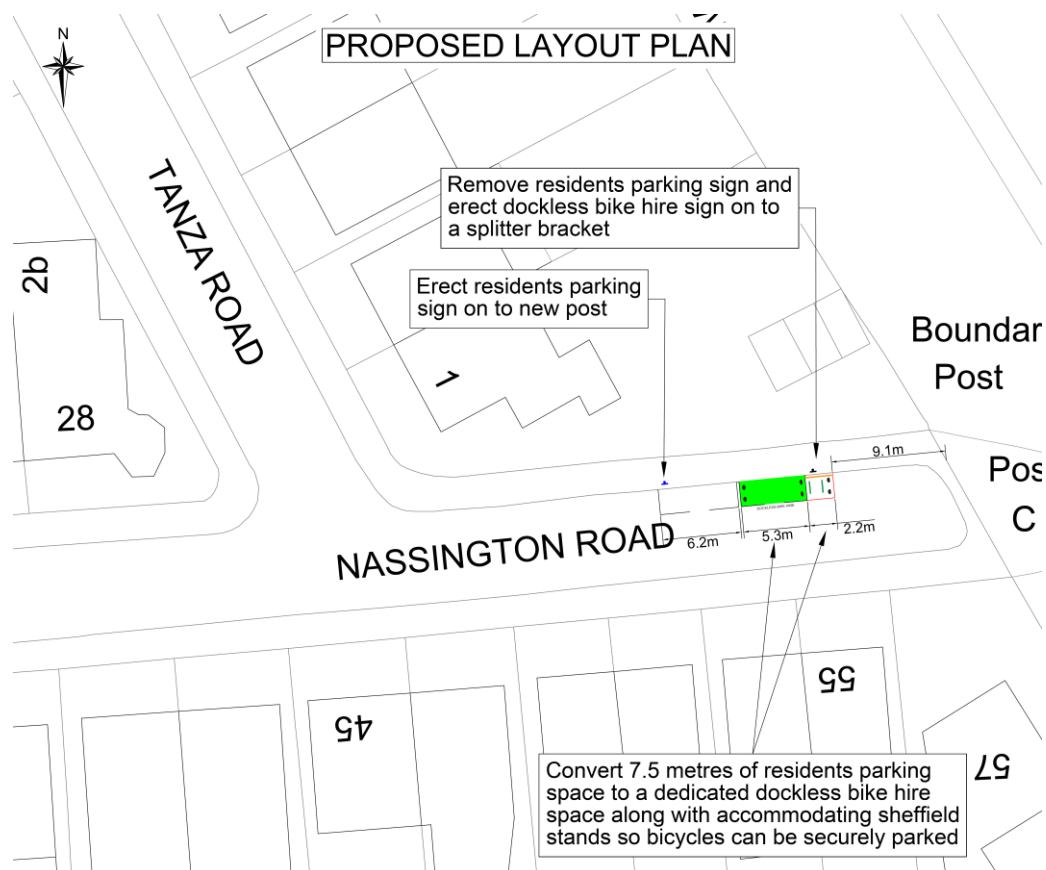 N
PROPOSED LAYOUT PLAN
TANZA ROAD
2b
28
1
Remove residents parking sign and
erect dockless bike hire sign on to
a splitter bracket
Erect residents parking
sign on to new post
Boundar
Post
Pos
C
9.1m
NASSINGTON ROAD
6.2m
5.3m
2.2m
45
55
57
Convert 7.5 metres of residents parking
space to a dedicated dockless bike hire
space along with accommodating sheffield
stands so bicycles can be securely parked